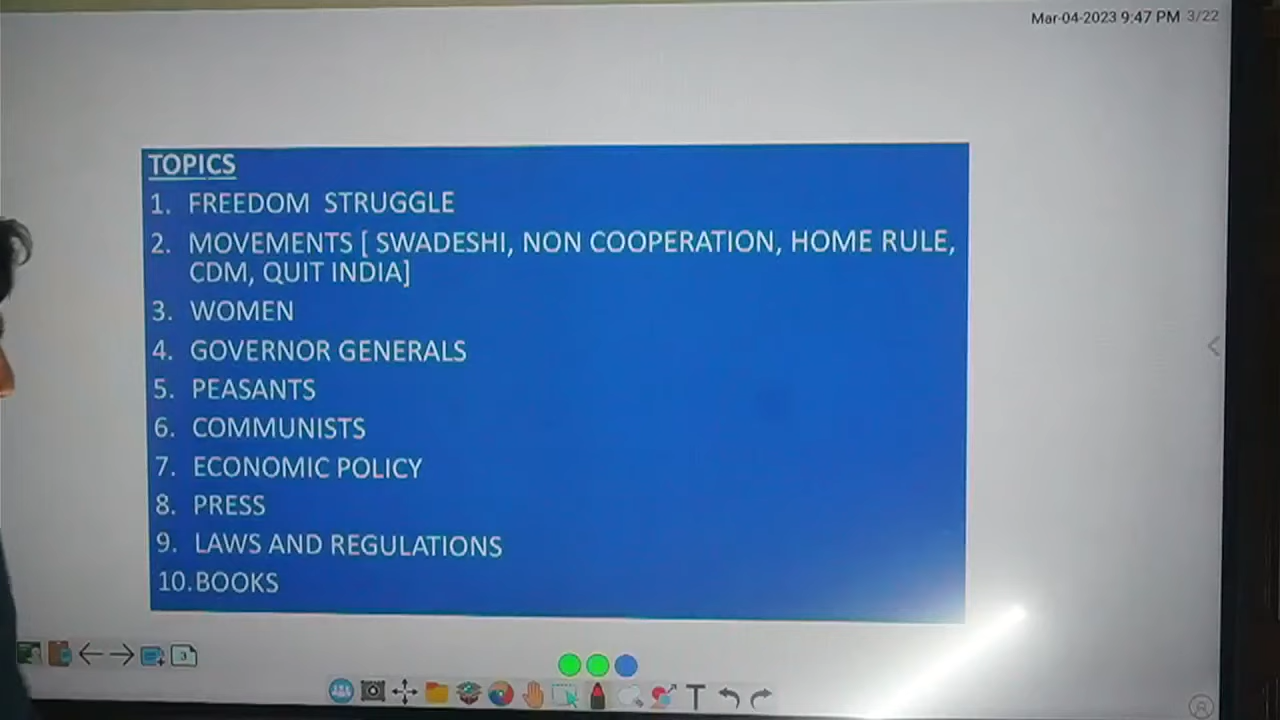 Mar-04-2023 9:47 PM 3/22
TOPICS
1. FREEDOM STRUGGLE
2. MOVEMENTS [ SWADESHI, NON COOPERATION, HOME RULE,
CDM, QUIT INDIA]
3. WOMEN
4. GOVERNOR GENERALS
5. PEASANTS
6. COMMUNISTS
7. ECONOMIC POLICY
8. PRESS
9. LAWS AND REGULATIONS
10.BOOKS
3
T